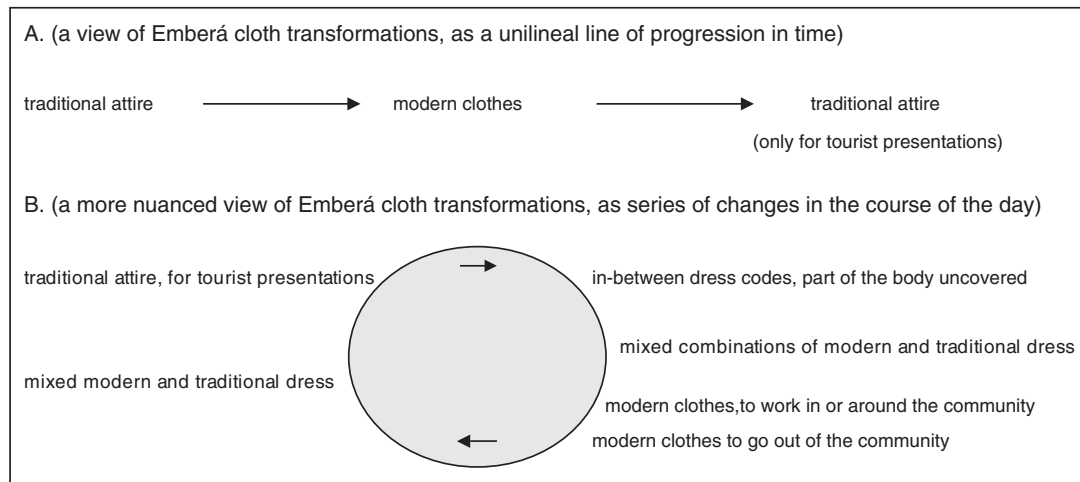 A. (a view of Emberá cloth transformations, as a unilineal line of progression in time)
traditional attire modern clothes traditional attire
(only for tourist presentations)
B. (a more nuanced view of Emberá cloth transformations, as series of changes in the course of the day)
traditional attire, for tourist presentations in-between dress codes, part of the body uncovered
mixed combinations of modern and traditional dress
mixed modern and traditional dress
modern clothes,to work in or around the community
modern clothes to go out of the community